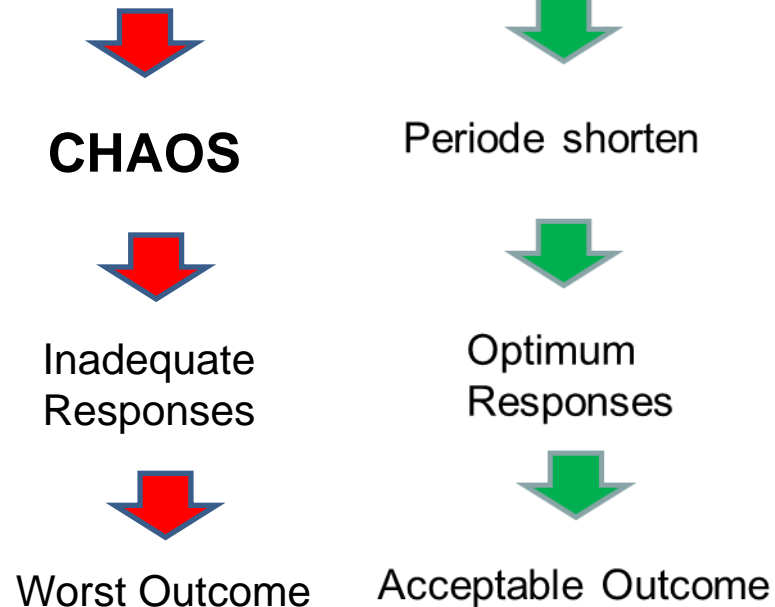 CHAOS
Periode shorten
Inadequate
Responses
Optimum
Responses
Worst Outcome
Acceptable Outcome